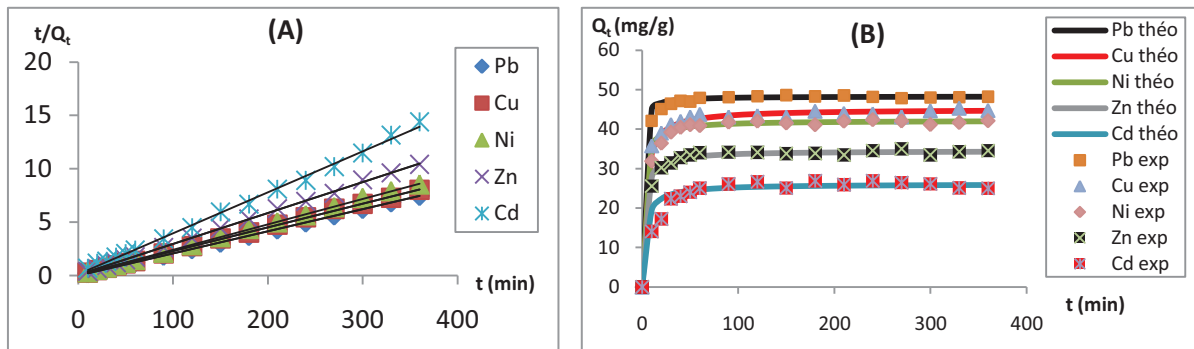 (A)
t/Qt
20
15
10
5
0
0 100 200 300 400
t (min)
Pb
Cu
Ni
Zn
Cd
(B)
Qt (mg/g)
60
50
40
30
20
10
0
0 100 200 300 400
t (min)
Pb théo
Cu théo
Ni théo
Zn théo
Cd théo
Pb exp
Cu exp
Ni exp
Zn exp
Cd exp